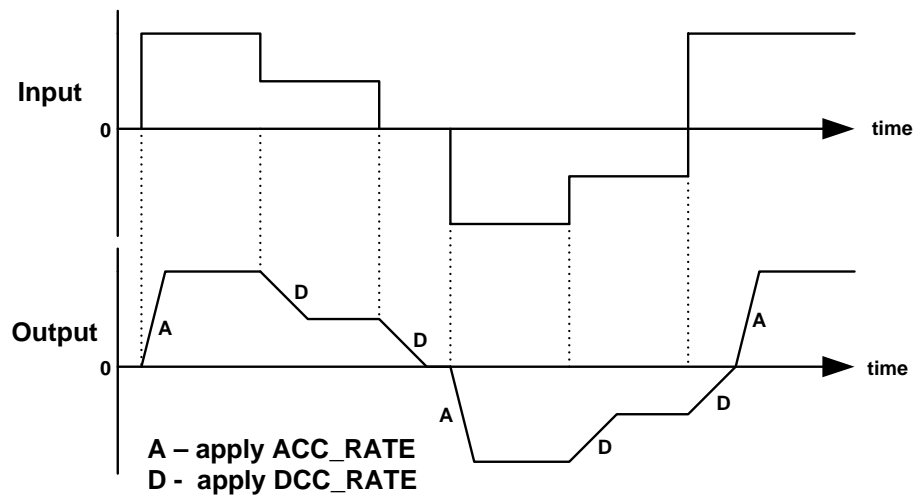 Input
0
time
A
D
D
A
D
D
A
Output
0
time
A – apply ACC_RATE
D - apply DCC_RATE